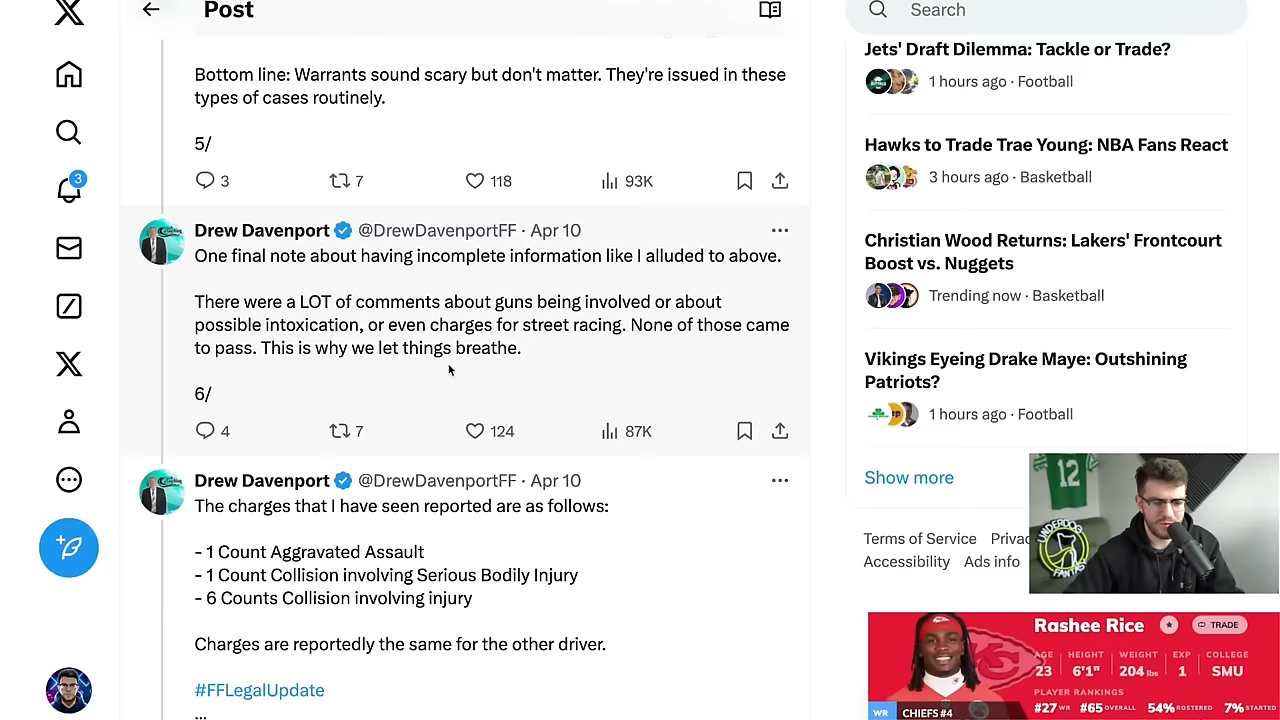 Post
Bottom line: Warrants sound scary but don't matter. They're issued in these
types of cases routinely.
5/
3
7
118
93K
Drew Davenport @DrewDavenportFF · Apr 10
One final note about having incomplete information like I alluded to above.
There were a LOT of comments about guns being involved or about
possible intoxication, or even charges for street racing. None of those came
to pass. This is why we let things breathe.
6/
4
7
124
87K
Drew Davenport @DrewDavenportFF · Apr 10
The charges that I have seen reported are as follows:
- 1 Count Aggravated Assault
- 1 Count Collision involving Serious Bodily Injury
- 6 Counts Collision involving injury
Charges are reportedly the same for the other driver.
#FFLegalUpdate
...
3
Search
Jets' Draft Dilemma: Tackle or Trade?
1 hours ago · Football
Hawks to Trade Trae Young: NBA Fans React
3 hours ago · Basketball
Christian Wood Returns: Lakers' Frontcourt
Boost vs. Nuggets
Trending now · Basketball
Vikings Eyeing Drake Maye: Outshining
Patriots?
1 hours ago · Football
Show more
Terms of Service Privac
Accessibility Ads info
12
UNDERDOG
FANTAS
Rashee Rice
TRADE
AGE HEIGHT WEIGHT EXP COLLEGE
23 6'1" 204 lbs 1 SMU
PLAYER RANKINGS
#27 WR #65 OVERALL 54% ROSTERED 7% STARTED
WR CHIEFS #4